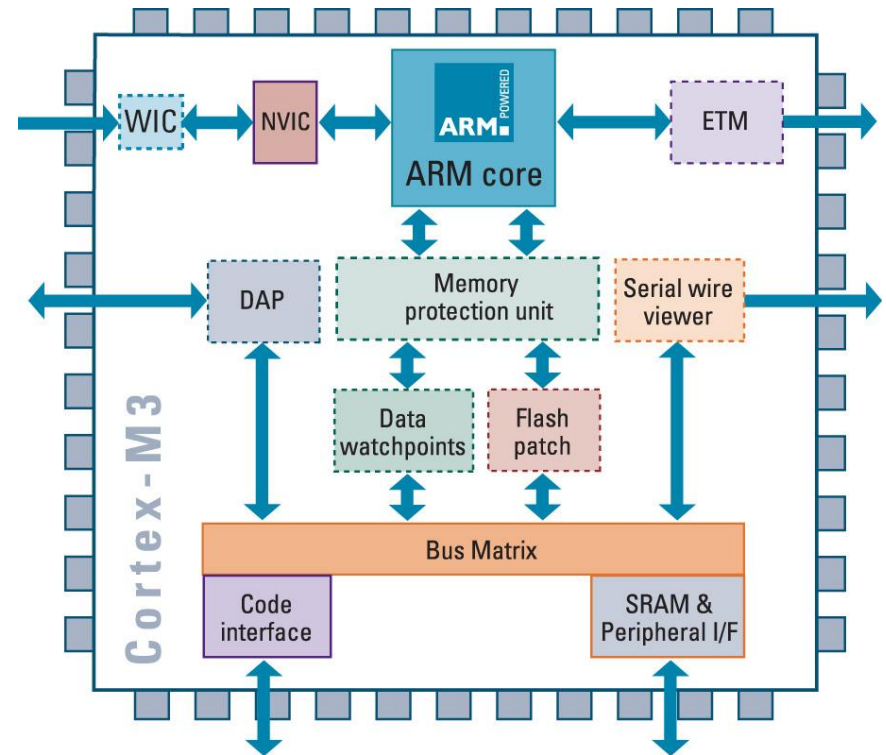 WIC
NVIC
ARM POWERED
ARM core
ETM
DAP
Memory
protection unit
Serial wire
viewer
Data
watchpoints
Flash
patch
Cortex-M3
Bus Matrix
Code
interface
SRAM &
Peripheral I/F